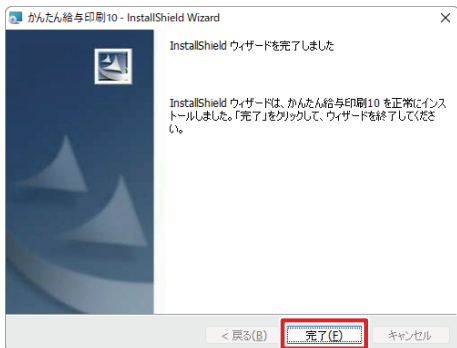 かんたん給与印刷10 - InstallShield Wizard
InstallShield ウィザードを完了しました
InstallShield ウィザードは、かんたん給与印刷10 を正常にインス
トールしました。「完了」をクリックして、ウィザードを終了してくださ
い。
< 戻る(B)
完了(F)
キャンセル